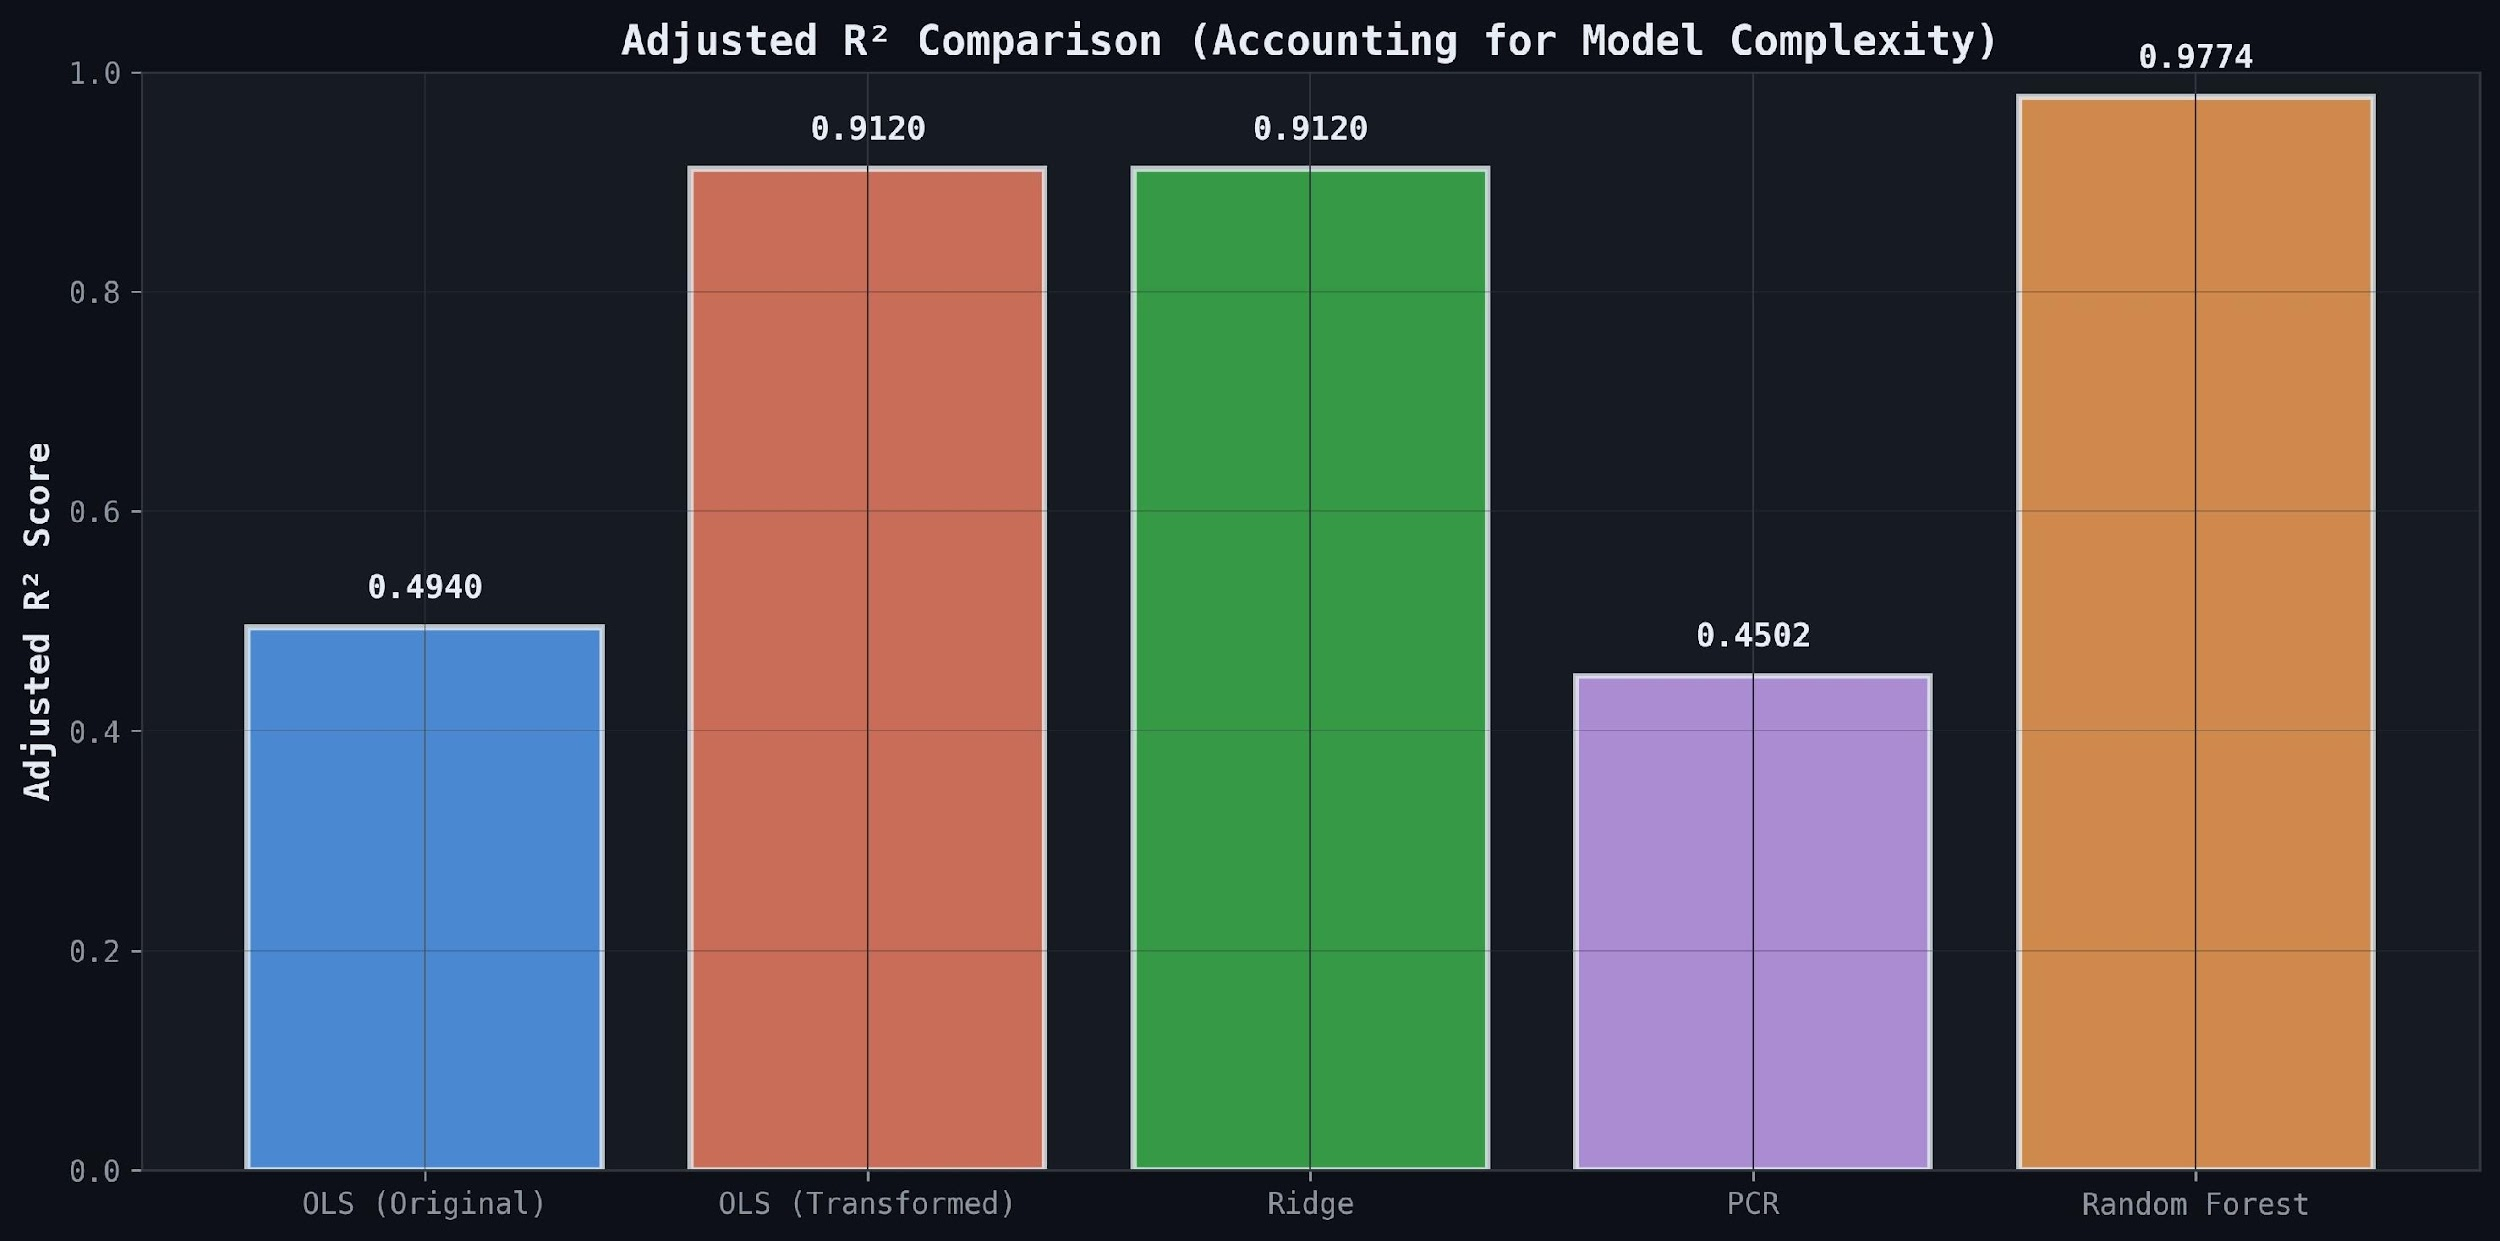 Adjusted R² Comparison (Accounting for Model Complexity)
Adjusted R² Score
1.0
0.8
0.6
0.4
0.2
0.0
0.4940
0.9120
0.9120
0.4502
0.9774
OLS (Original)
OLS (Transformed)
Ridge
PCR
Random Forest